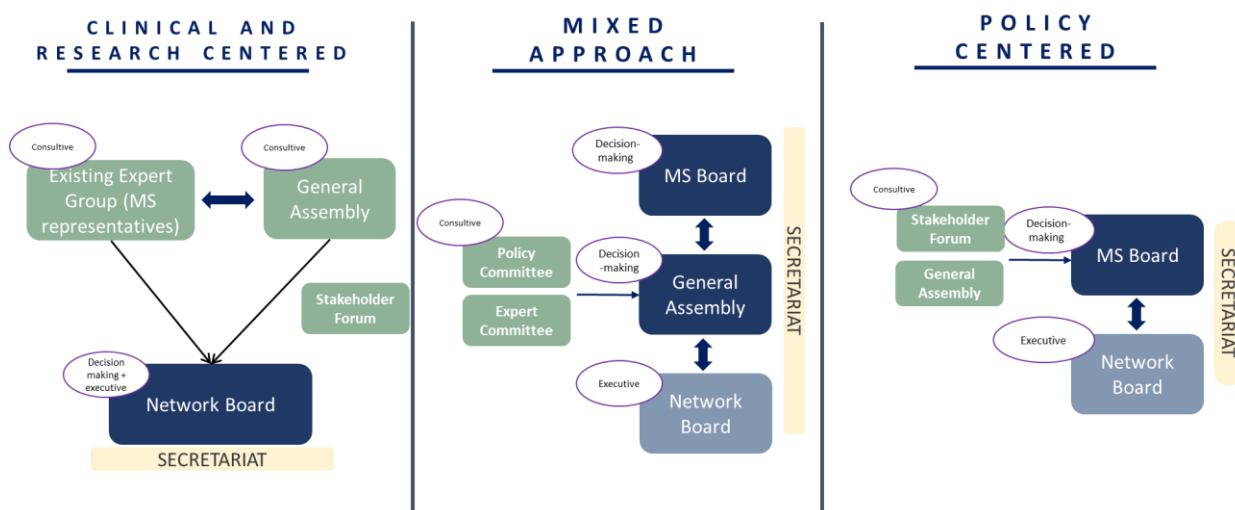 CLINICAL AND
RESEARCH CENTERED
Consultive
Existing Expert
Group (MS
representatives)
Consultive
General
Assembly
Stakeholder
Forum
Decision
making +
executive
Network Board
SECRETARIAT
MIXED
APPROACH
Decision-
making
MS Board
Consultive
Policy
Committee
Expert
Committee
Decision
-making
General
Assembly
Executive
Network
Board
SECRETARIAT
POLICY
CENTERED
Consultive
Stakeholder
Forum
General
Assembly
Decision-
making
MS Board
Executive
Network
Board
SECRETARIAT